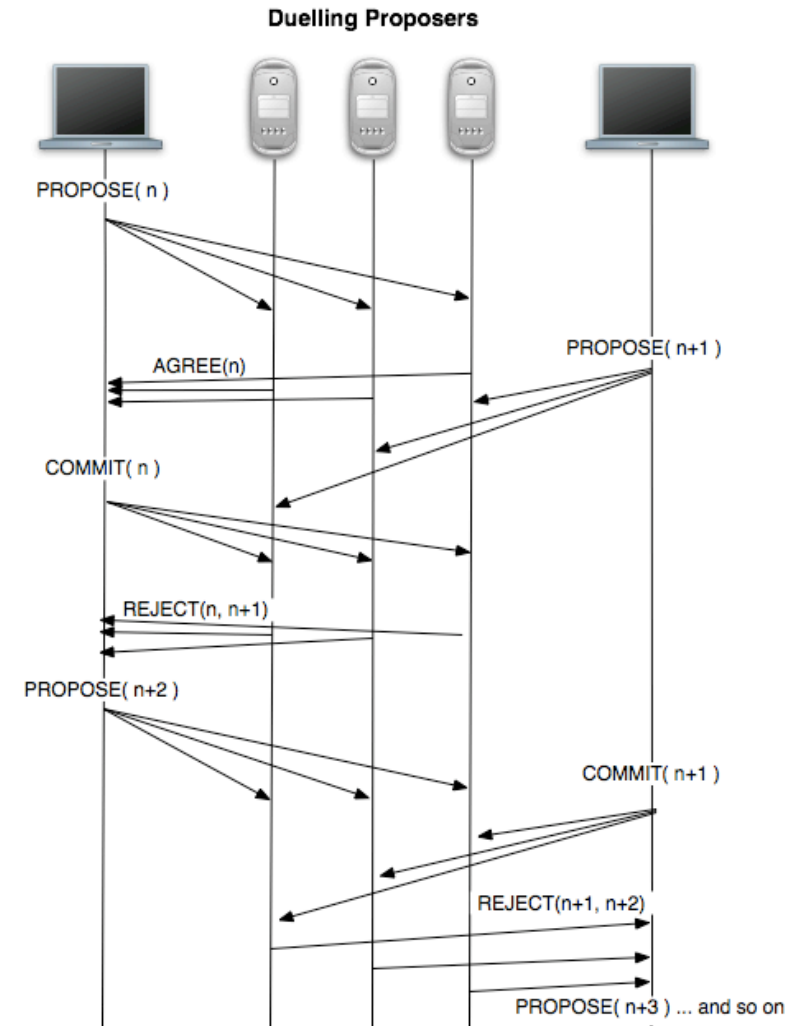 Duelling Proposers
PROPOSE( n )
PROPOSE( n+1 )
AGREE(n)
COMMIT( n )
REJECT(n, n+1)
PROPOSE( n+2 )
COMMIT( n+1 )
REJECT(n+1, n+2)
PROPOSE( n+3 ) ... and so on